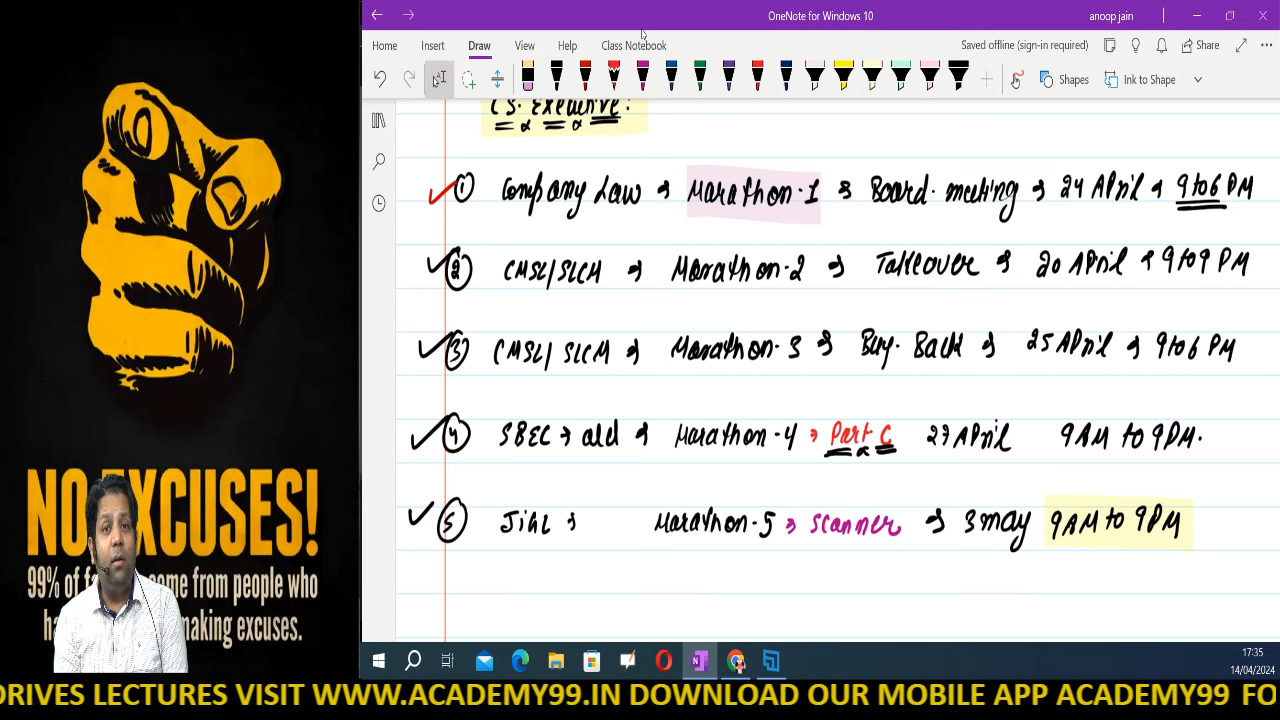 OneNote for Windows 10
anoop jain
Home Insert Draw View Help Class Notebook
Saved offline (sign-in required) Share
Shapes Ink to Shape
CS. Executive:
1 Company Law → Marathon-1 → Board meeting → 24 April → 9 to 6 PM
2 CMSL/SLCM → Marathon-2 → Takeover → 20 April → 9 to 9 PM
3 CMSL/SLCM → Marathon-3 → Buy-Back → 25 April → 9 to 6 PM
4 SBEC → old → Marathon-4 → Part C 27 April 9AM to 9PM.
5 JIGL → Marathon-5 → Scanner → 3 may 9AM to 9PM
NO EXCUSES!
99% of come from people who
making excuses.
17:35
14/04/2024
DRIVES LECTURES VISIT WWW.ACADEMY99.IN DOWNLOAD OUR MOBILE APP ACADEMY99 FO